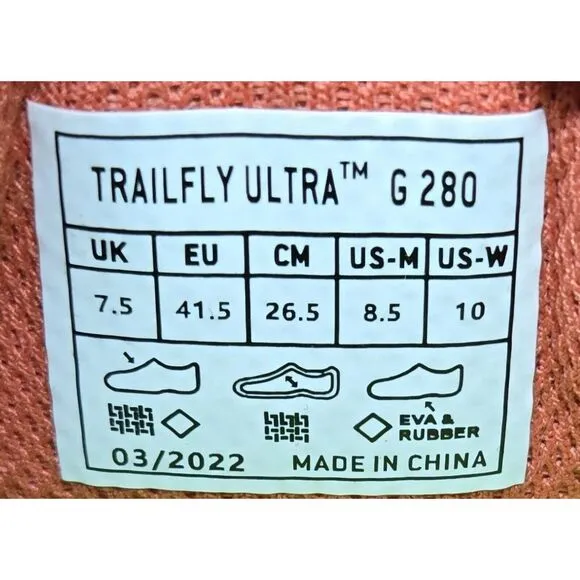 TRAILFLY ULTRA™ G 280
UK EU CM US-M US-W
7.5 41.5 26.5 8.5 10
EVA &
RUBBER
03/2022 MADE IN CHINA